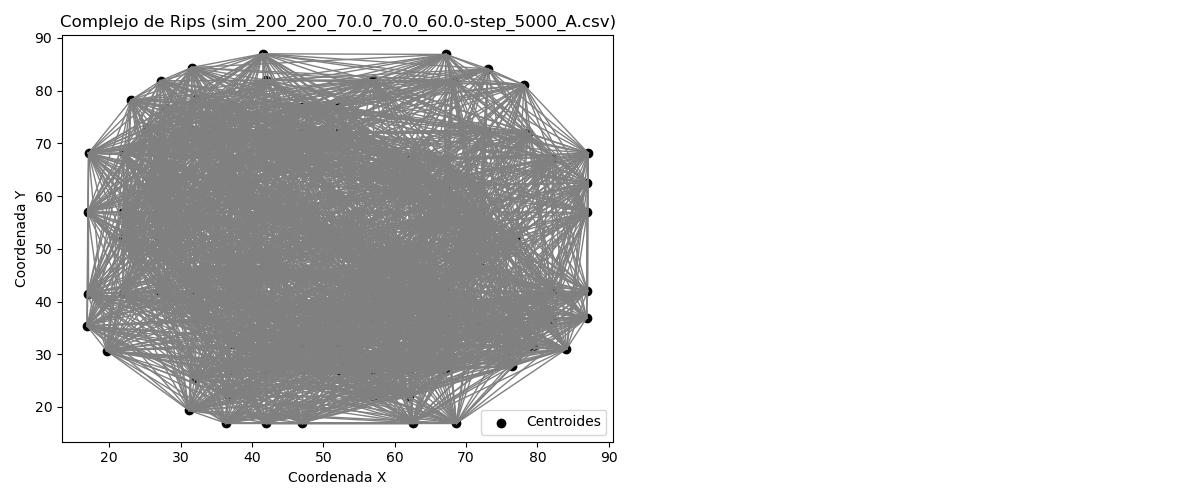 Complejo de Rips (sim_200_200_70.0_70.0_60.0-step_5000_A.csv)
90
80
70
60
50
40
30
20
Coordenada Y
Centroides
20 30 40 50 60 70 80 90
Coordenada X